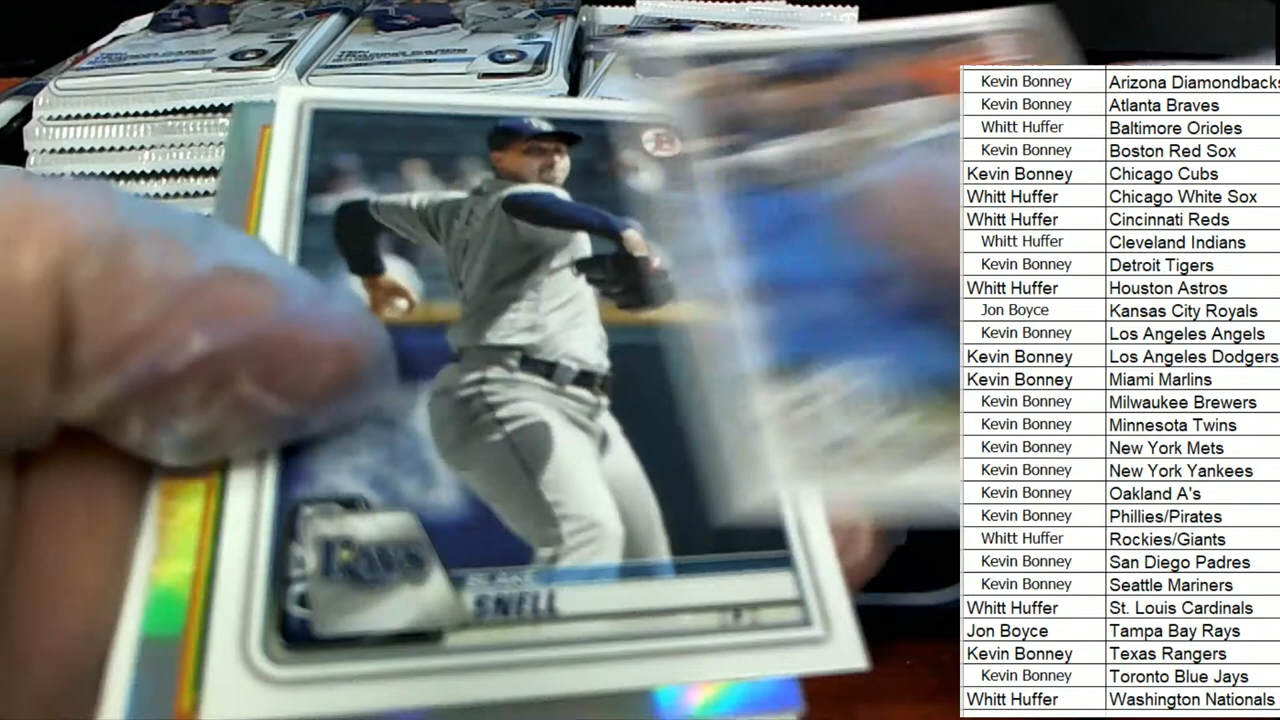 Kevin Bonney Arizona Diamondbacks
Kevin Bonney Atlanta Braves
Whitt Huffer Baltimore Orioles
Kevin Bonney Boston Red Sox
Kevin Bonney Chicago Cubs
Whitt Huffer Chicago White Sox
Whitt Huffer Cincinnati Reds
Whitt Huffer Cleveland Indians
Kevin Bonney Detroit Tigers
Whitt Huffer Houston Astros
Jon Boyce Kansas City Royals
Kevin Bonney Los Angeles Angels
Kevin Bonney Los Angeles Dodgers
Kevin Bonney Miami Marlins
Kevin Bonney Milwaukee Brewers
Kevin Bonney Minnesota Twins
Kevin Bonney New York Mets
Kevin Bonney New York Yankees
Kevin Bonney Oakland A's
Kevin Bonney Phillies/Pirates
Whitt Huffer Rockies/Giants
Kevin Bonney San Diego Padres
Kevin Bonney Seattle Mariners
Whitt Huffer St. Louis Cardinals
Jon Boyce Tampa Bay Rays
Kevin Bonney Texas Rangers
Kevin Bonney Toronto Blue Jays
Whitt Huffer Washington Nationals
BLAKE
SNELL